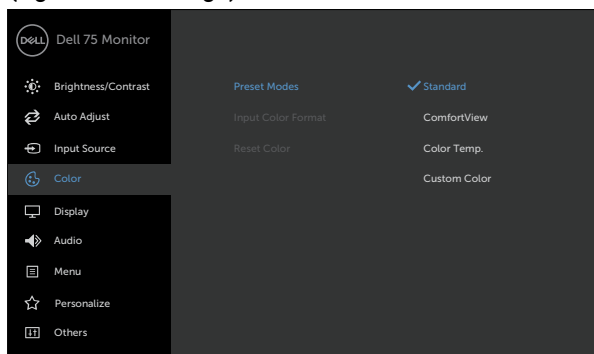 DELL
Dell 75 Monitor
Brightness/Contrast
Auto Adjust
Input Source
Color
Display
Audio
Menu
Personalize
Others
Preset Modes
Input Color Format
Reset Color
Standard
ComfortView
Color Temp.
Custom Color